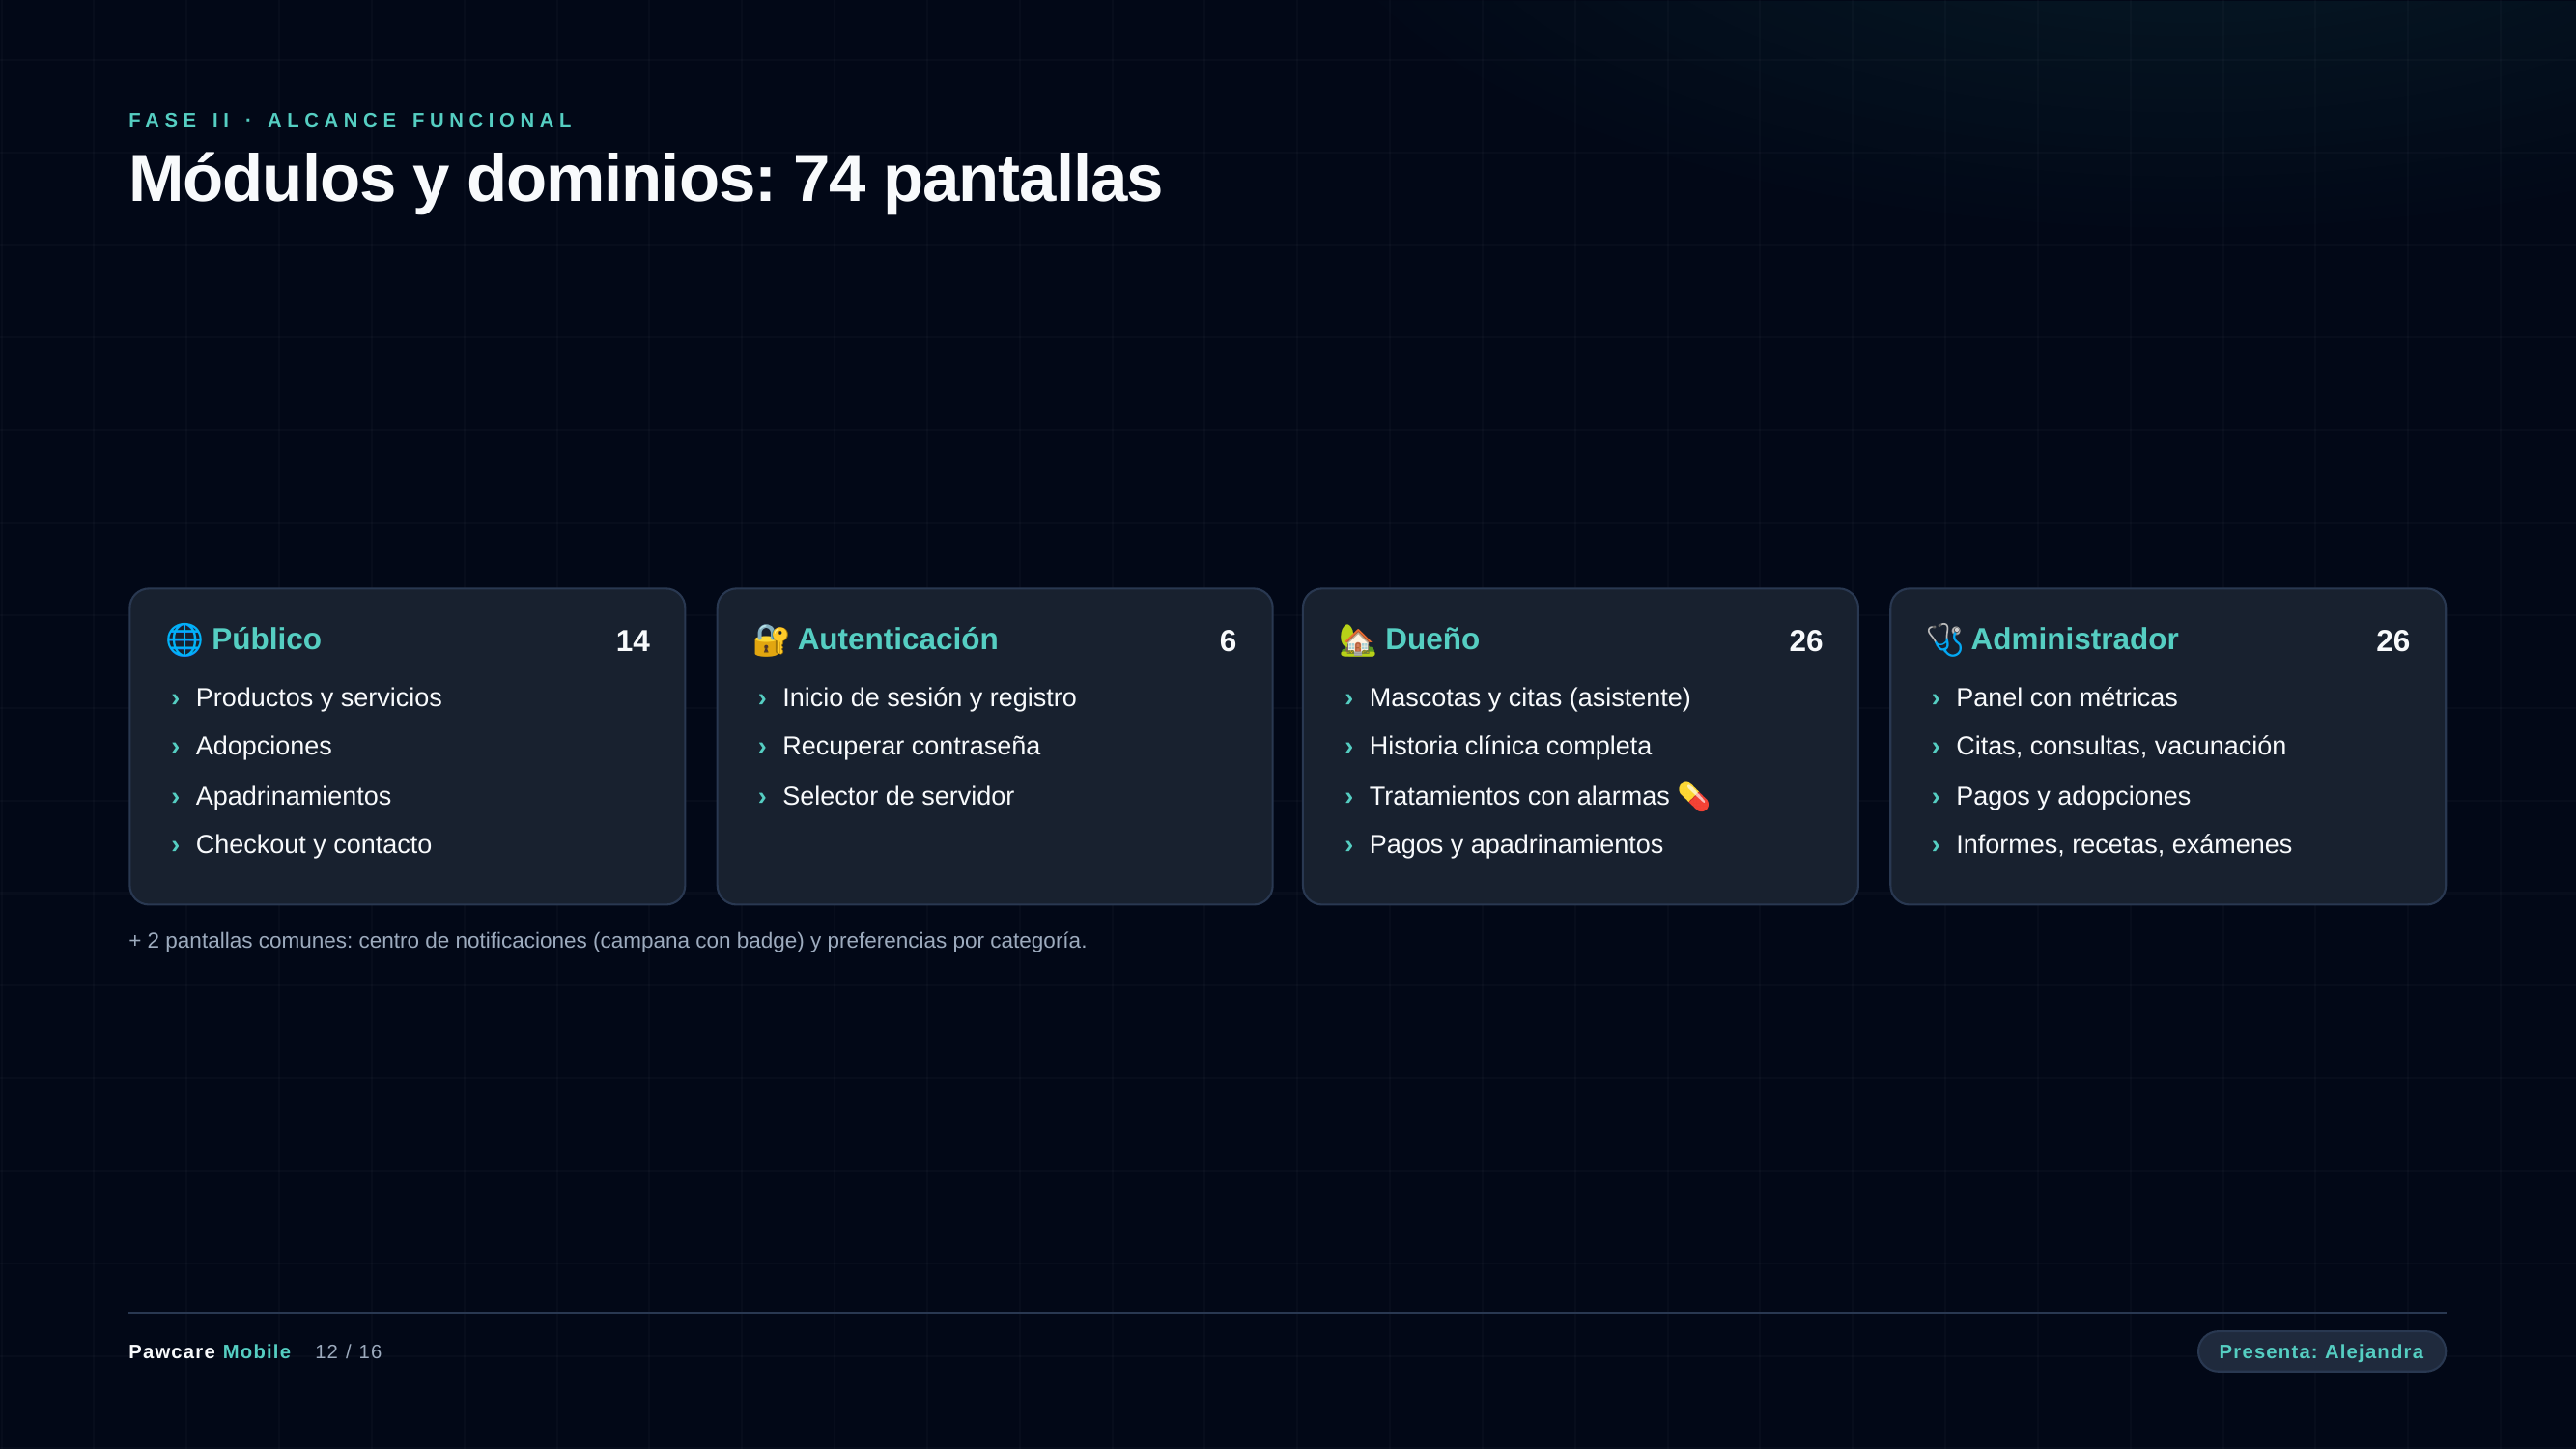 FASE II · ALCANCE FUNCIONAL
Módulos y dominios: 74 pantallas
🌐 Público 14
› Productos y servicios
› Adopciones
› Apadrinamientos
› Checkout y contacto
🔐 Autenticación 6
› Inicio de sesión y registro
› Recuperar contraseña
› Selector de servidor
🏡 Dueño 26
› Mascotas y citas (asistente)
› Historia clínica completa
› Tratamientos con alarmas 💊
› Pagos y apadrinamientos
🩺 Administrador 26
› Panel con métricas
› Citas, consultas, vacunación
› Pagos y adopciones
› Informes, recetas, exámenes
+ 2 pantallas comunes: centro de notificaciones (campana con badge) y preferencias por categoría.
Pawcare Mobile 12 / 16
Presenta: Alejandra